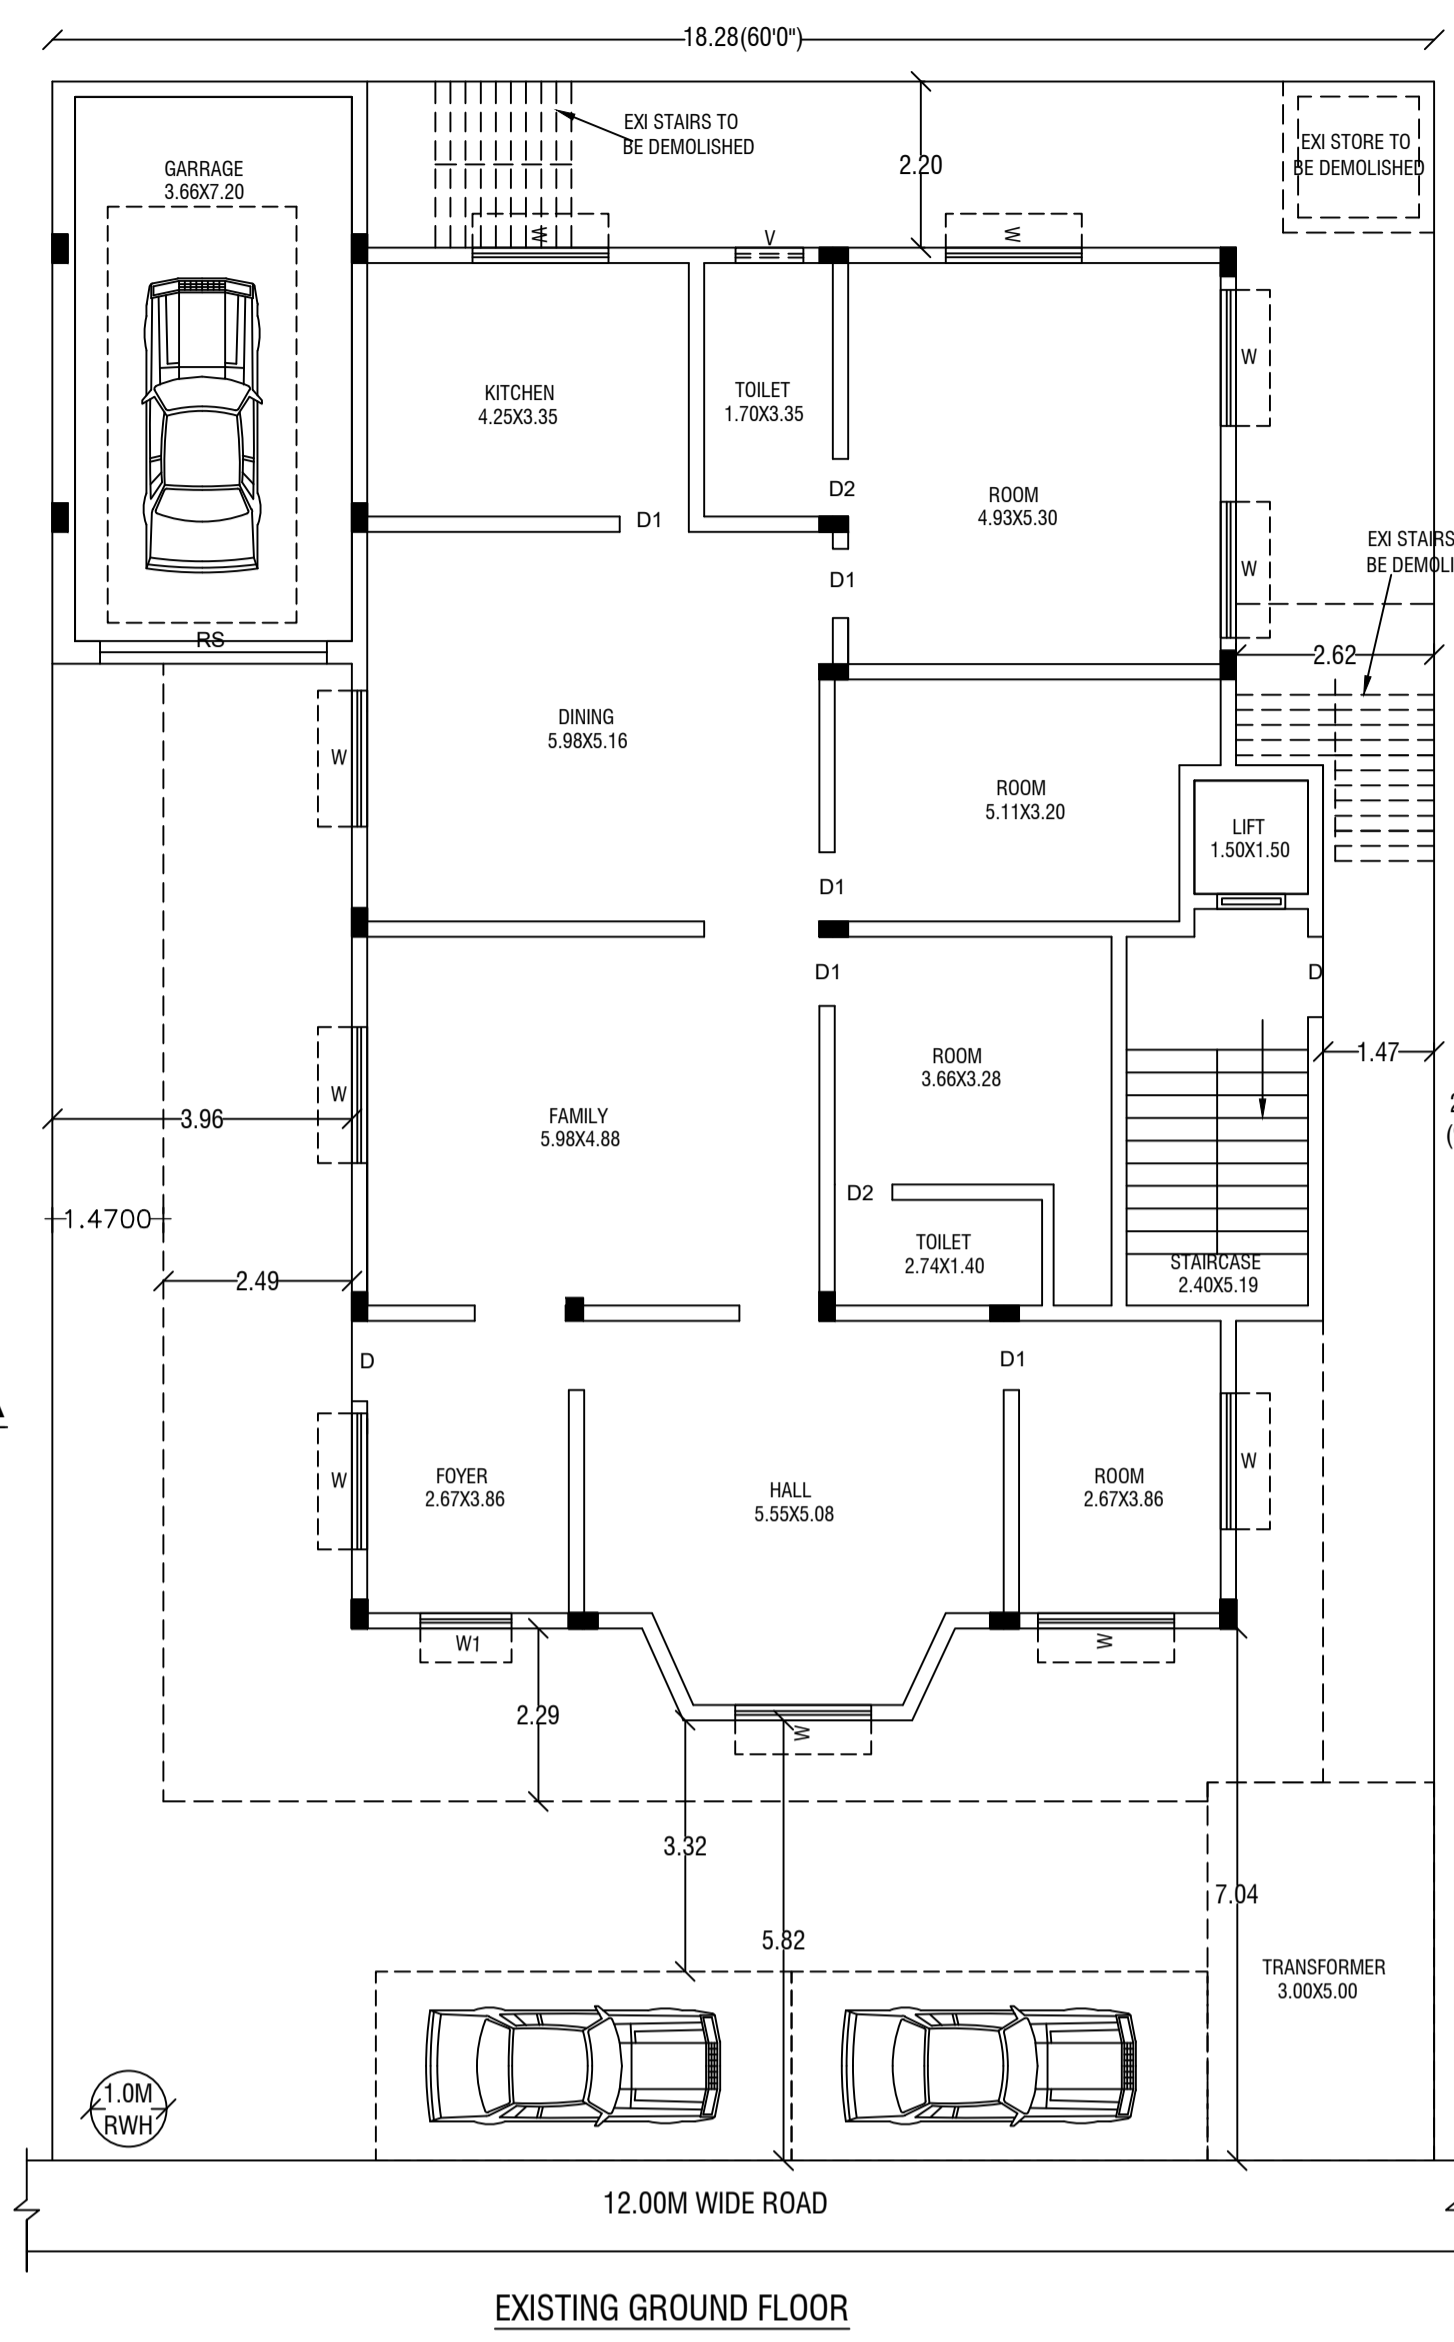 18.28(60'0")
EXI STAIRS TO
BE DEMOLISHED
2.20
EXI STORE TO
BE DEMOLISHED
GARRAGE
3.66X7.20
W
V
W
W
KITCHEN
4.25X3.35
TOILET
1.70X3.35
D2
ROOM
4.93X5.30
D1
D1
W
EXI STAIRS
RS
2.62
DINING
5.98X5.16
W
ROOM
5.11X3.20
LIFT
1.50X1.50
D1
D1
D
ROOM
3.66X3.28
1.47
W
3.96
FAMILY
5.98X4.88
D2
1.4700
TOILET
2.74X1.40
STAIRCASE
2.40X5.19
2.49
D
D1
W
FOYER
2.67X3.86
HALL
5.55X5.08
ROOM
2.67X3.86
W
W1
W
2.29
W
3.32
7.04
5.82
TRANSFORMER
3.00X5.00
1.0M
RWH
12.00M WIDE ROAD
EXISTING GROUND FLOOR